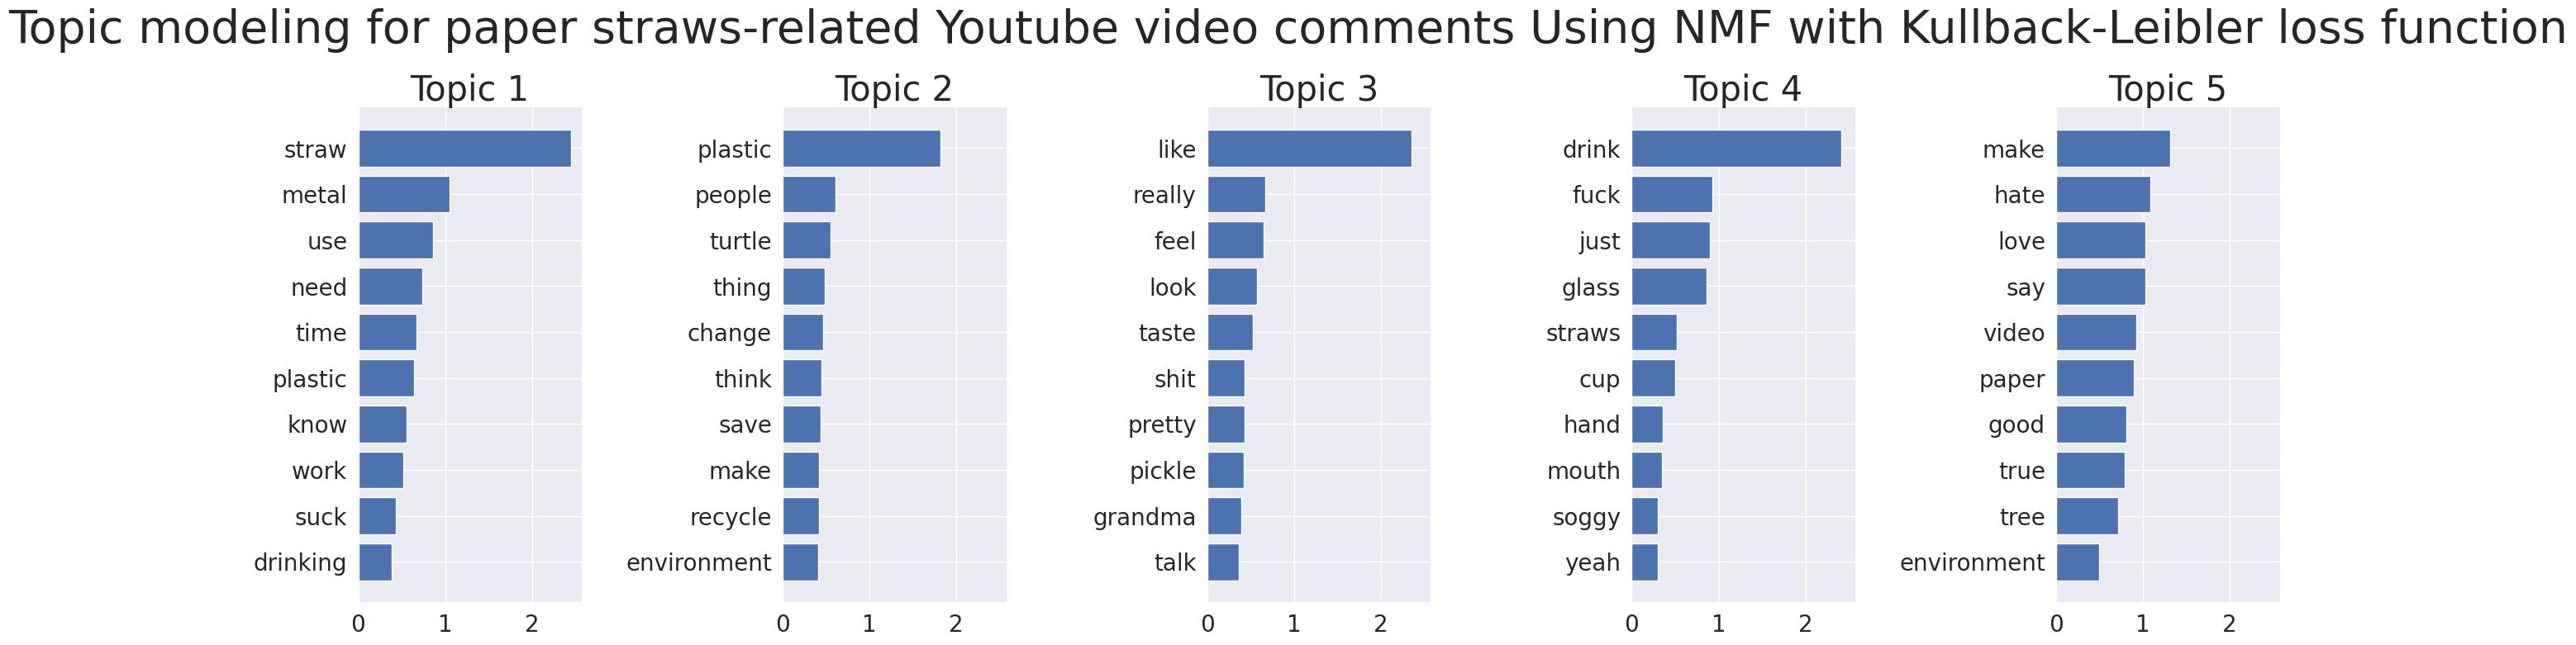 Topic modeling for paper straws-related Youtube video comments Using NMF with Kullback-Leibler loss function
Topic 1
straw
metal
use
need
time
plastic
know
work
suck
drinking
0 1 2
Topic 2
plastic
people
turtle
thing
change
think
save
make
recycle
environment
0 1 2
Topic 3
like
really
feel
look
taste
shit
pretty
pickle
grandma
talk
0 1 2
Topic 4
drink
fuck
just
glass
straws
cup
hand
mouth
soggy
yeah
0 1 2
Topic 5
make
hate
love
say
video
paper
good
true
tree
environment
0 1 2